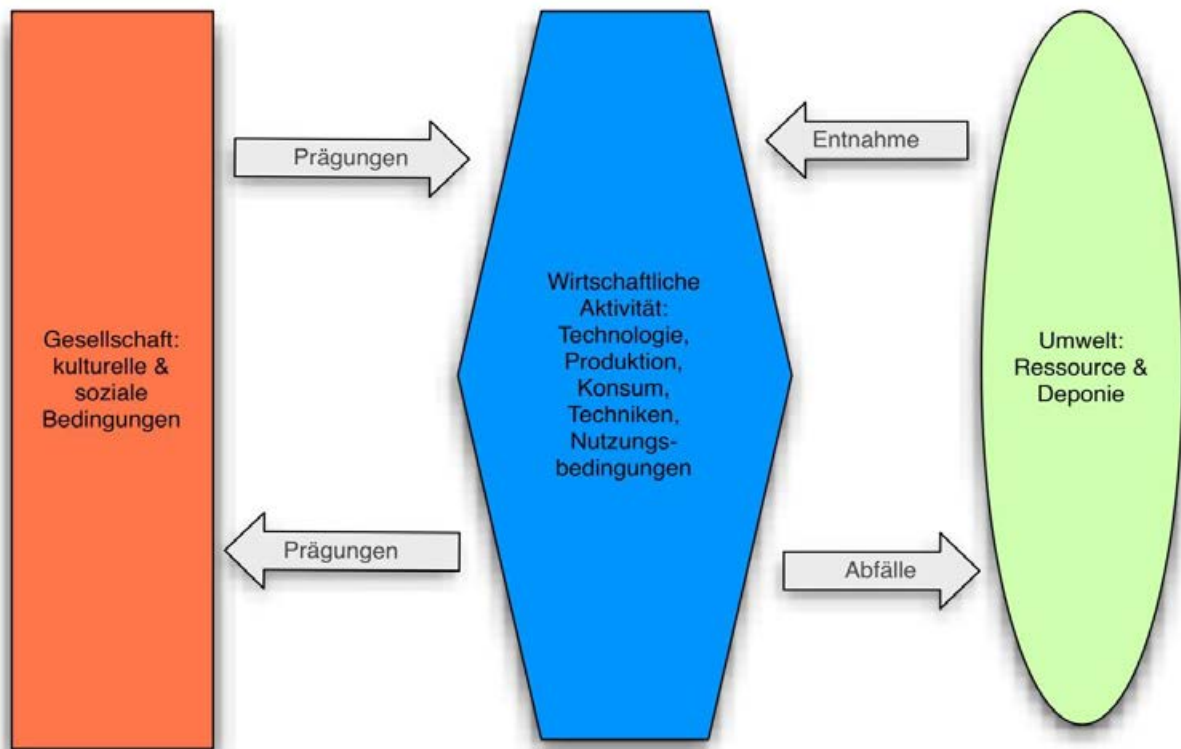 Prägungen
Entnahme
Gesellschaft:
kulturelle &
soziale
Bedingungen
Wirtschaftliche
Aktivität:
Technologie,
Produktion,
Konsum,
Techniken,
Nutzungs-
bedingungen
Umwelt:
Ressource &
Deponie
Prägungen
Abfälle